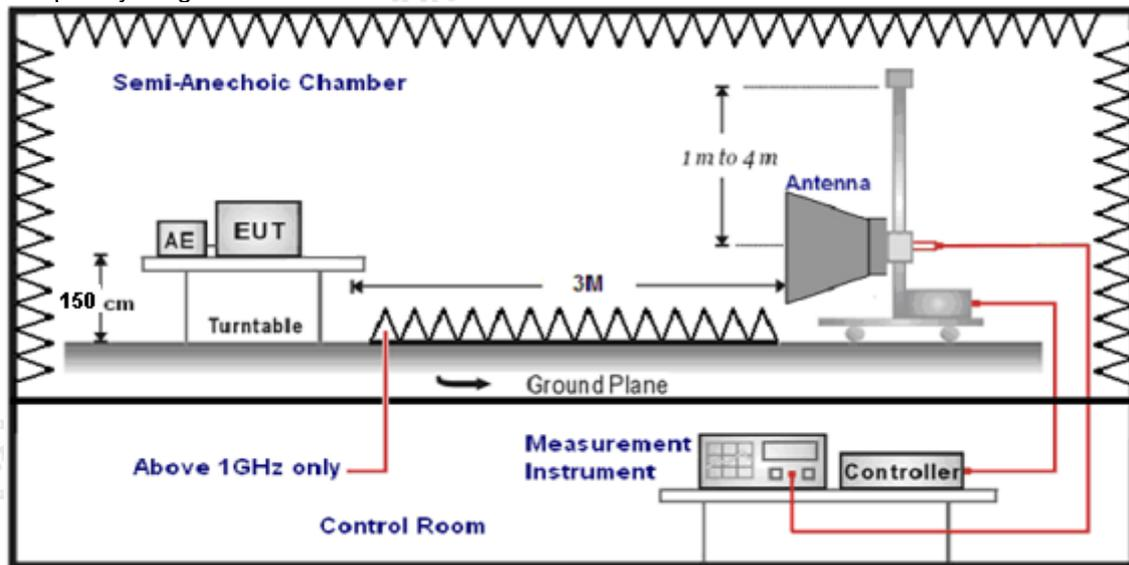 Semi-Anechoic Chamber
1 m to 4 m
Antenna
AE
EUT
150 cm
3M
Turntable
Ground Plane
Above 1GHz only
Measurement
Instrument
Controller
Control Room